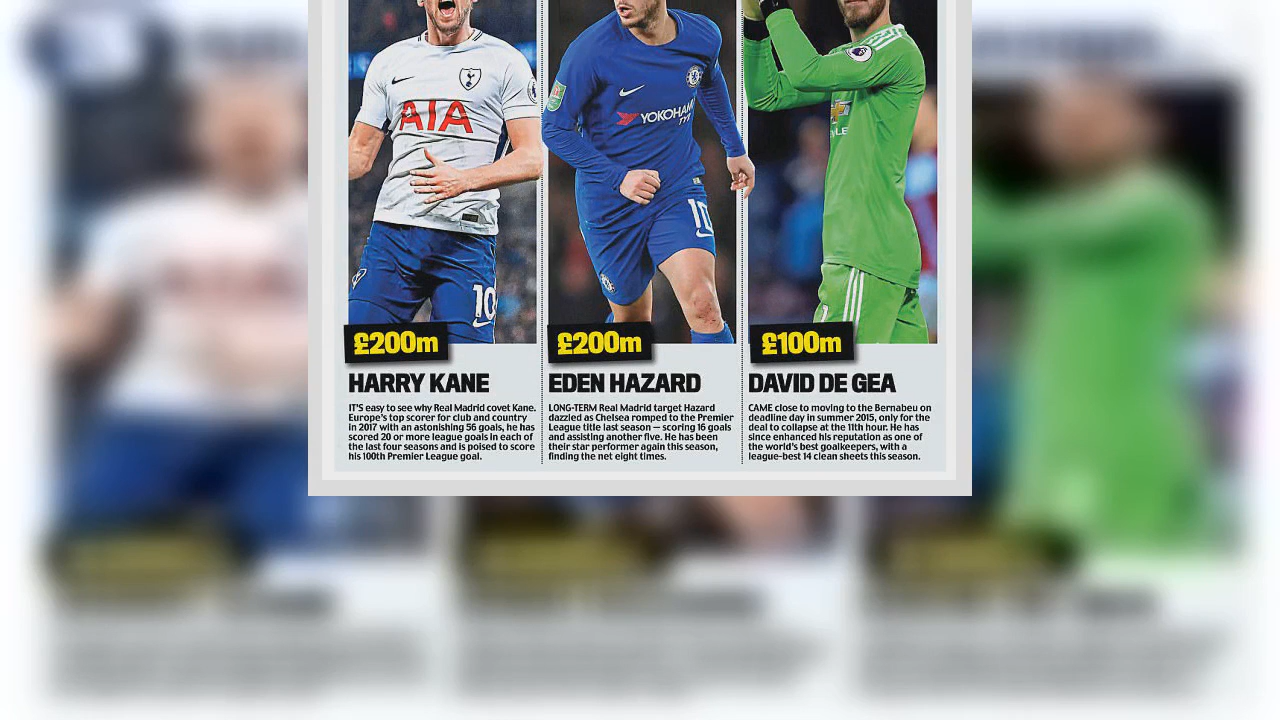 AIA
10
YOKOHAMA
TYR
10
£200m
£200m
£100m
HARRY KANE
IT'S easy to see why Real Madrid covet Kane.
Europe's top scorer for club and country
in 2017 with an astonishing 56 goals, he has
scored 20 or more league goals in each of
the last four seasons and is poised to score
his 100th Premier League goal.
EDEN HAZARD
LONG-TERM Real Madrid target Hazard
dazzled as Chelsea romped to the Premier
League title last season — scoring 16 goals
and assisting another five. He has been
their star performer again this season,
finding the net eight times.
DAVID DE GEA
CAME close to moving to the Bernabeu on
deadline day in summer 2015, only for the
deal to collapse at the 11th hour. He has
since enhanced his reputation as one of
the world's best goalkeepers, with a
league-best 14 clean sheets this season.